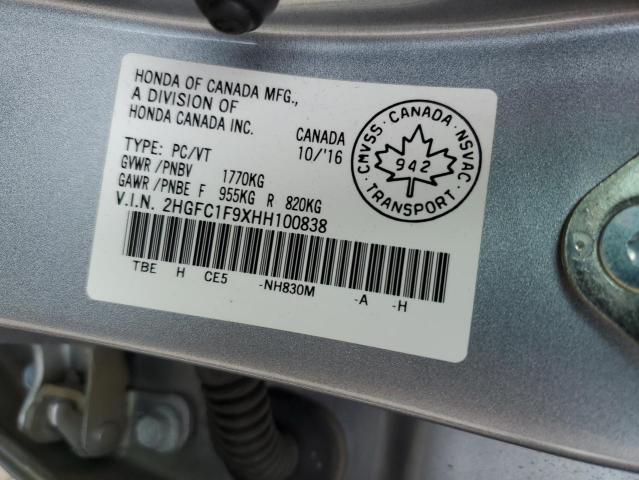 HONDA OF CANADA MFG.,
A DIVISION OF
HONDA CANADA INC.
CANADA
10/'16
TYPE: PC/VT
GVWR /PNBV 1770KG
GAWR /PNBE F 955KG R 820KG
V.I.N. 2HGFC1F9XHH100838
TBE H CE5 -NH830M -A -H
CMVSS · CANADA · NSVAC
942
TRANSPORT